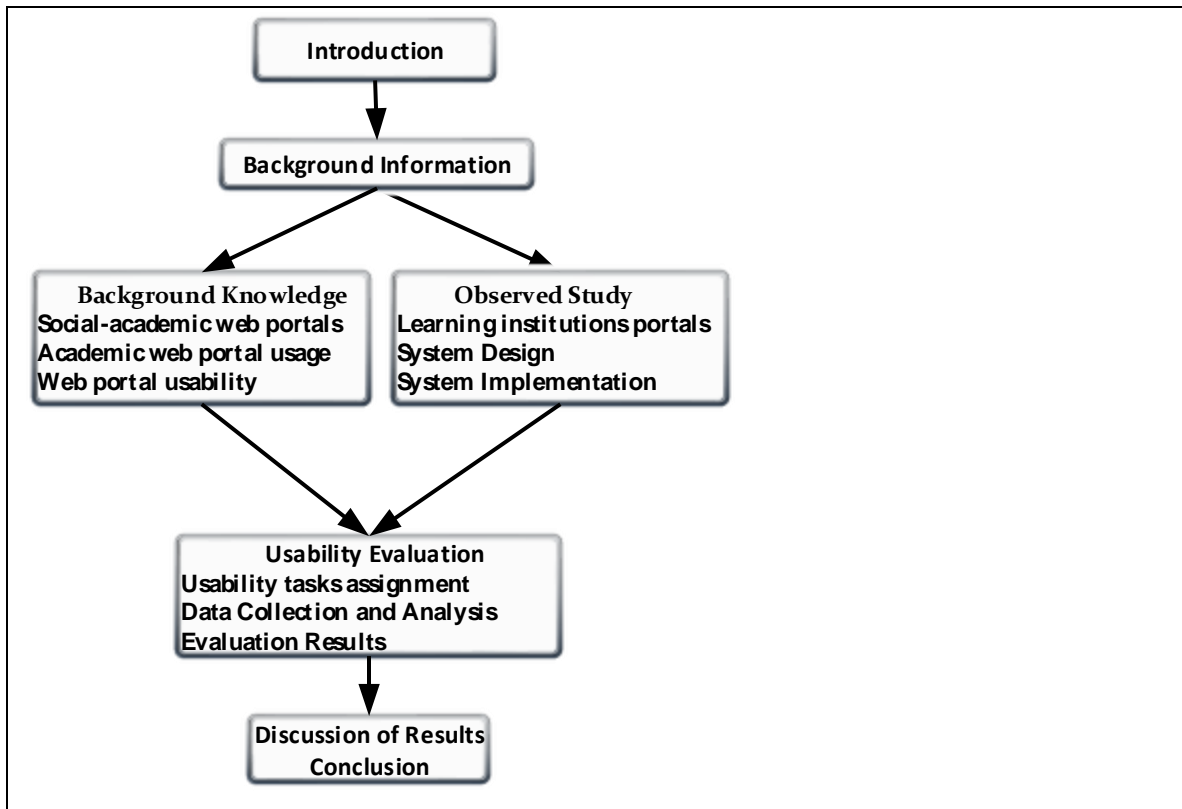 Introduction
Background Information
Background Knowledge
Social-academic web portals
Academic web portal usage
Web portal usability
Observed Study
Learning institutions portals
System Design
System Implementation
Usability Evaluation
Usability tasks assignment
Data Collection and Analysis
Evaluation Results
Discussion of Results
Conclusion